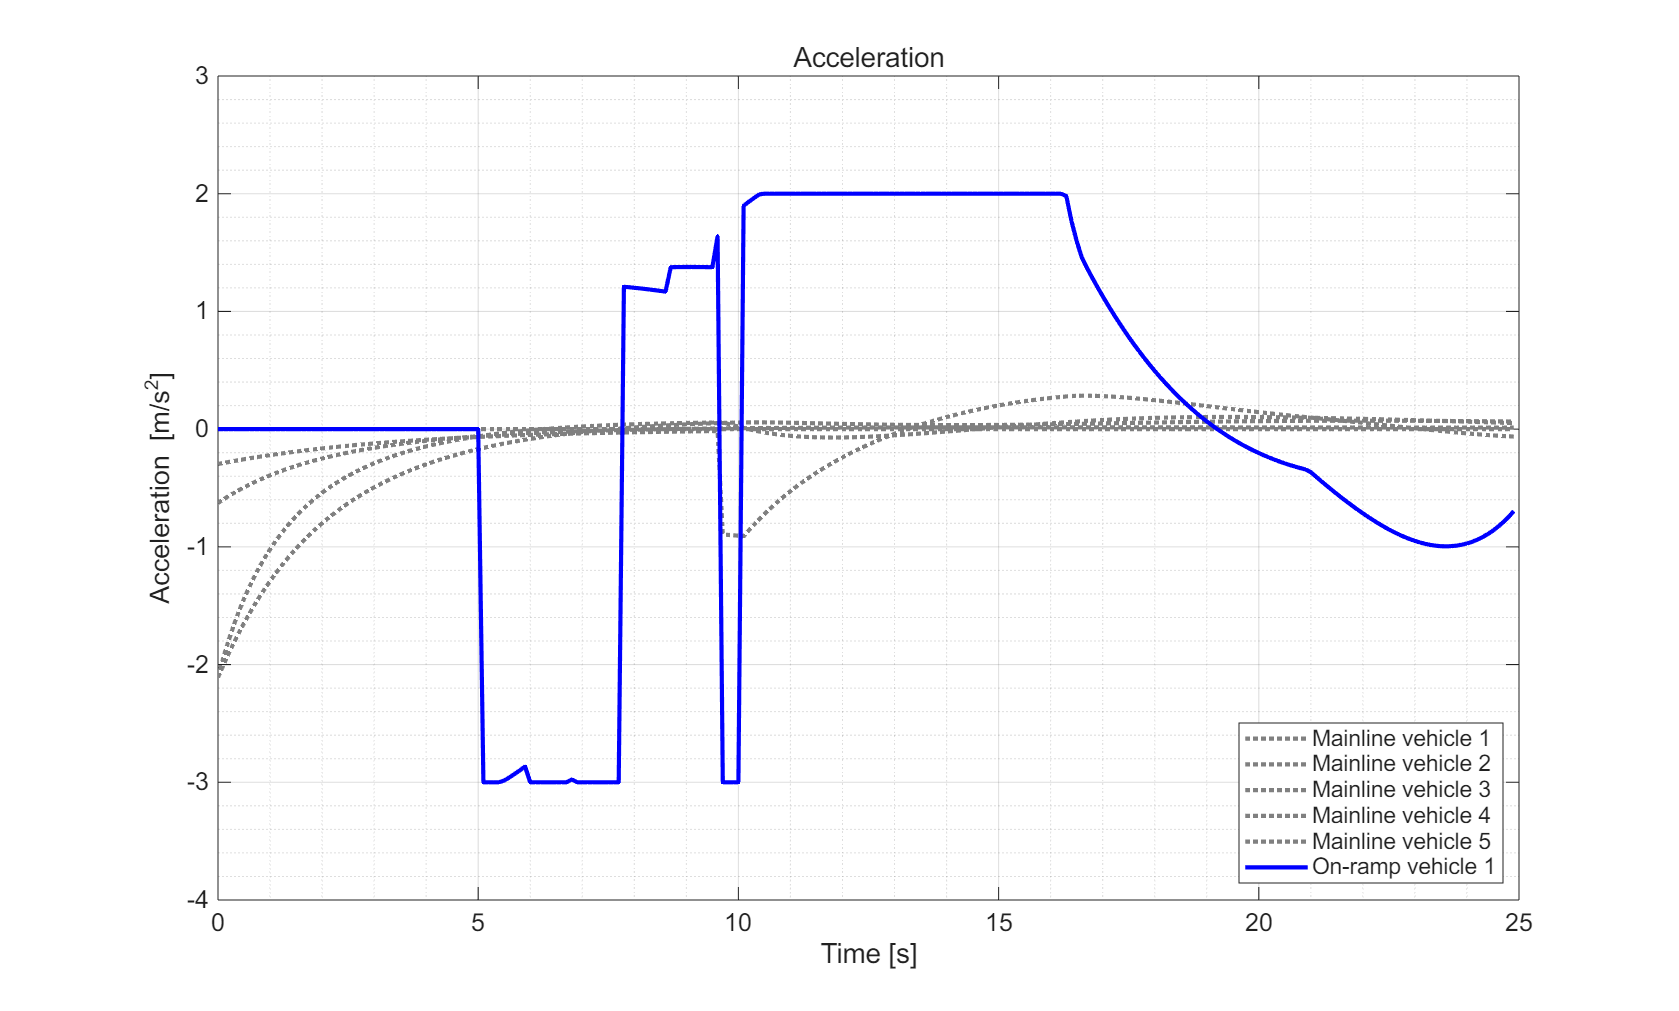 Acceleration
3
2
1
0
-1
-2
-3
-4
Acceleration [m/s²]
0 5 10 15 20 25
Time [s]
Mainline vehicle 1
Mainline vehicle 2
Mainline vehicle 3
Mainline vehicle 4
Mainline vehicle 5
On-ramp vehicle 1